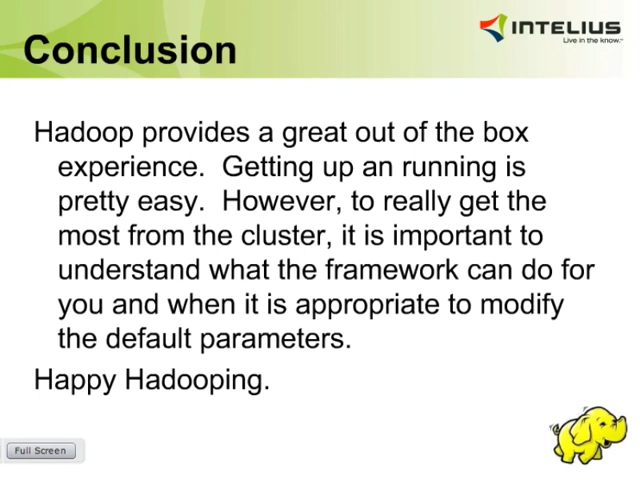 Conclusion
INTELIUS
Live in the know.™
Hadoop provides a great out of the box
experience.  Getting up an running is
pretty easy.  However, to really get the
most from the cluster, it is important to
understand what the framework can do for
you and when it is appropriate to modify
the default parameters.
Happy Hadooping.
Full Screen